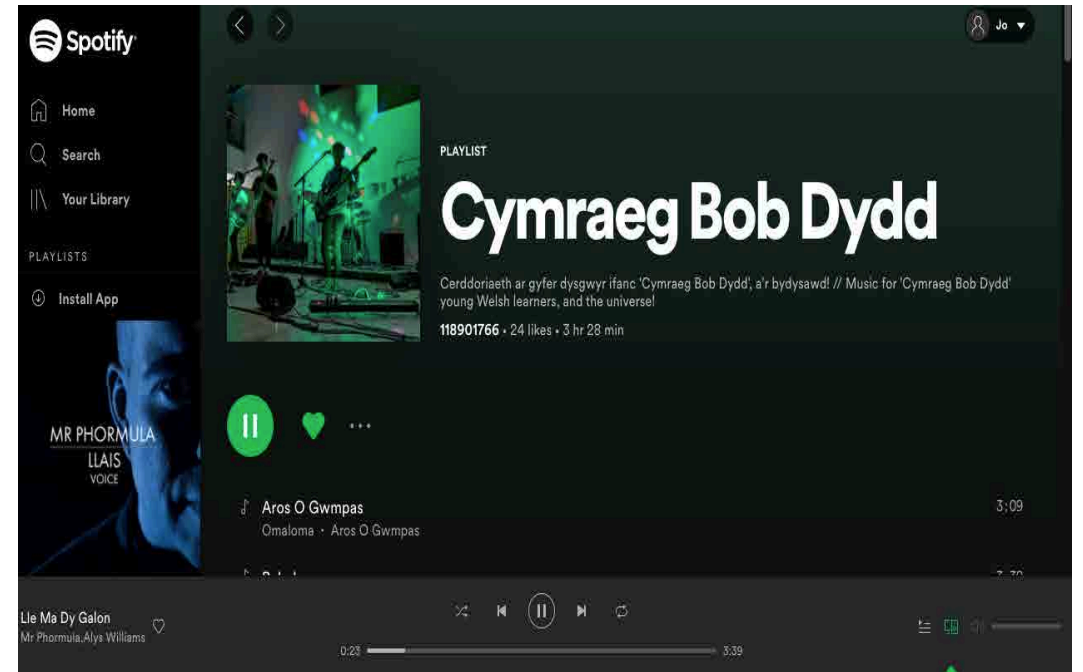 Spotify
Jo
Home
Search
Your Library
PLAYLISTS
Install App
MR PHORMULA
LLAIS
VOICE
PLAYLIST
Cymraeg Bob Dydd
Cerddoriaeth ar gyfer dysgwyr ifanc 'Cymraeg Bob Dydd', a'r bydysawd! // Music for 'Cymraeg Bob Dydd'
young Welsh learners, and the universe!
118901766 • 24 likes • 3 hr 28 min
Aros O Gwmpas 3:09
Omaloma • Aros O Gwmpas
Lle Ma Dy Galon
Mr Phormula,Alys Williams
0:23 3:39